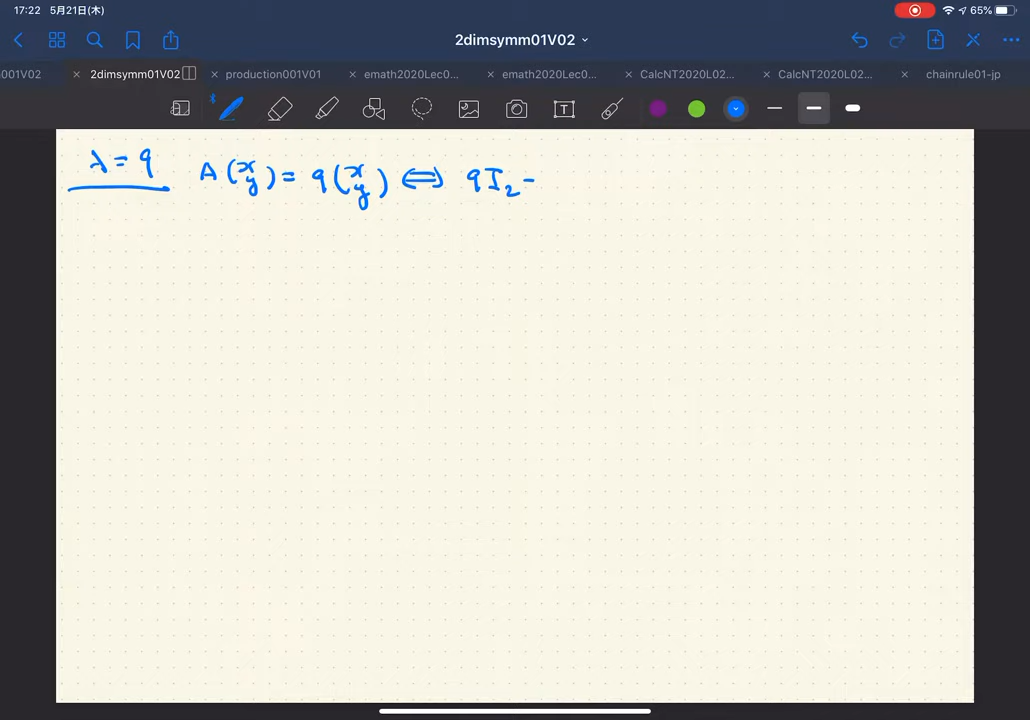 17:22 5月21日(木) 65%
2dimsymm01V02
001V02 2dimsymm01V02 production001V01 emath2020Lec0... emath2020Lec0... CalcNT2020L02... CalcNT2020L02... chainrule01-jp
λ = 9 A(x y) = 9(x y) ⇔ 9I₂ -